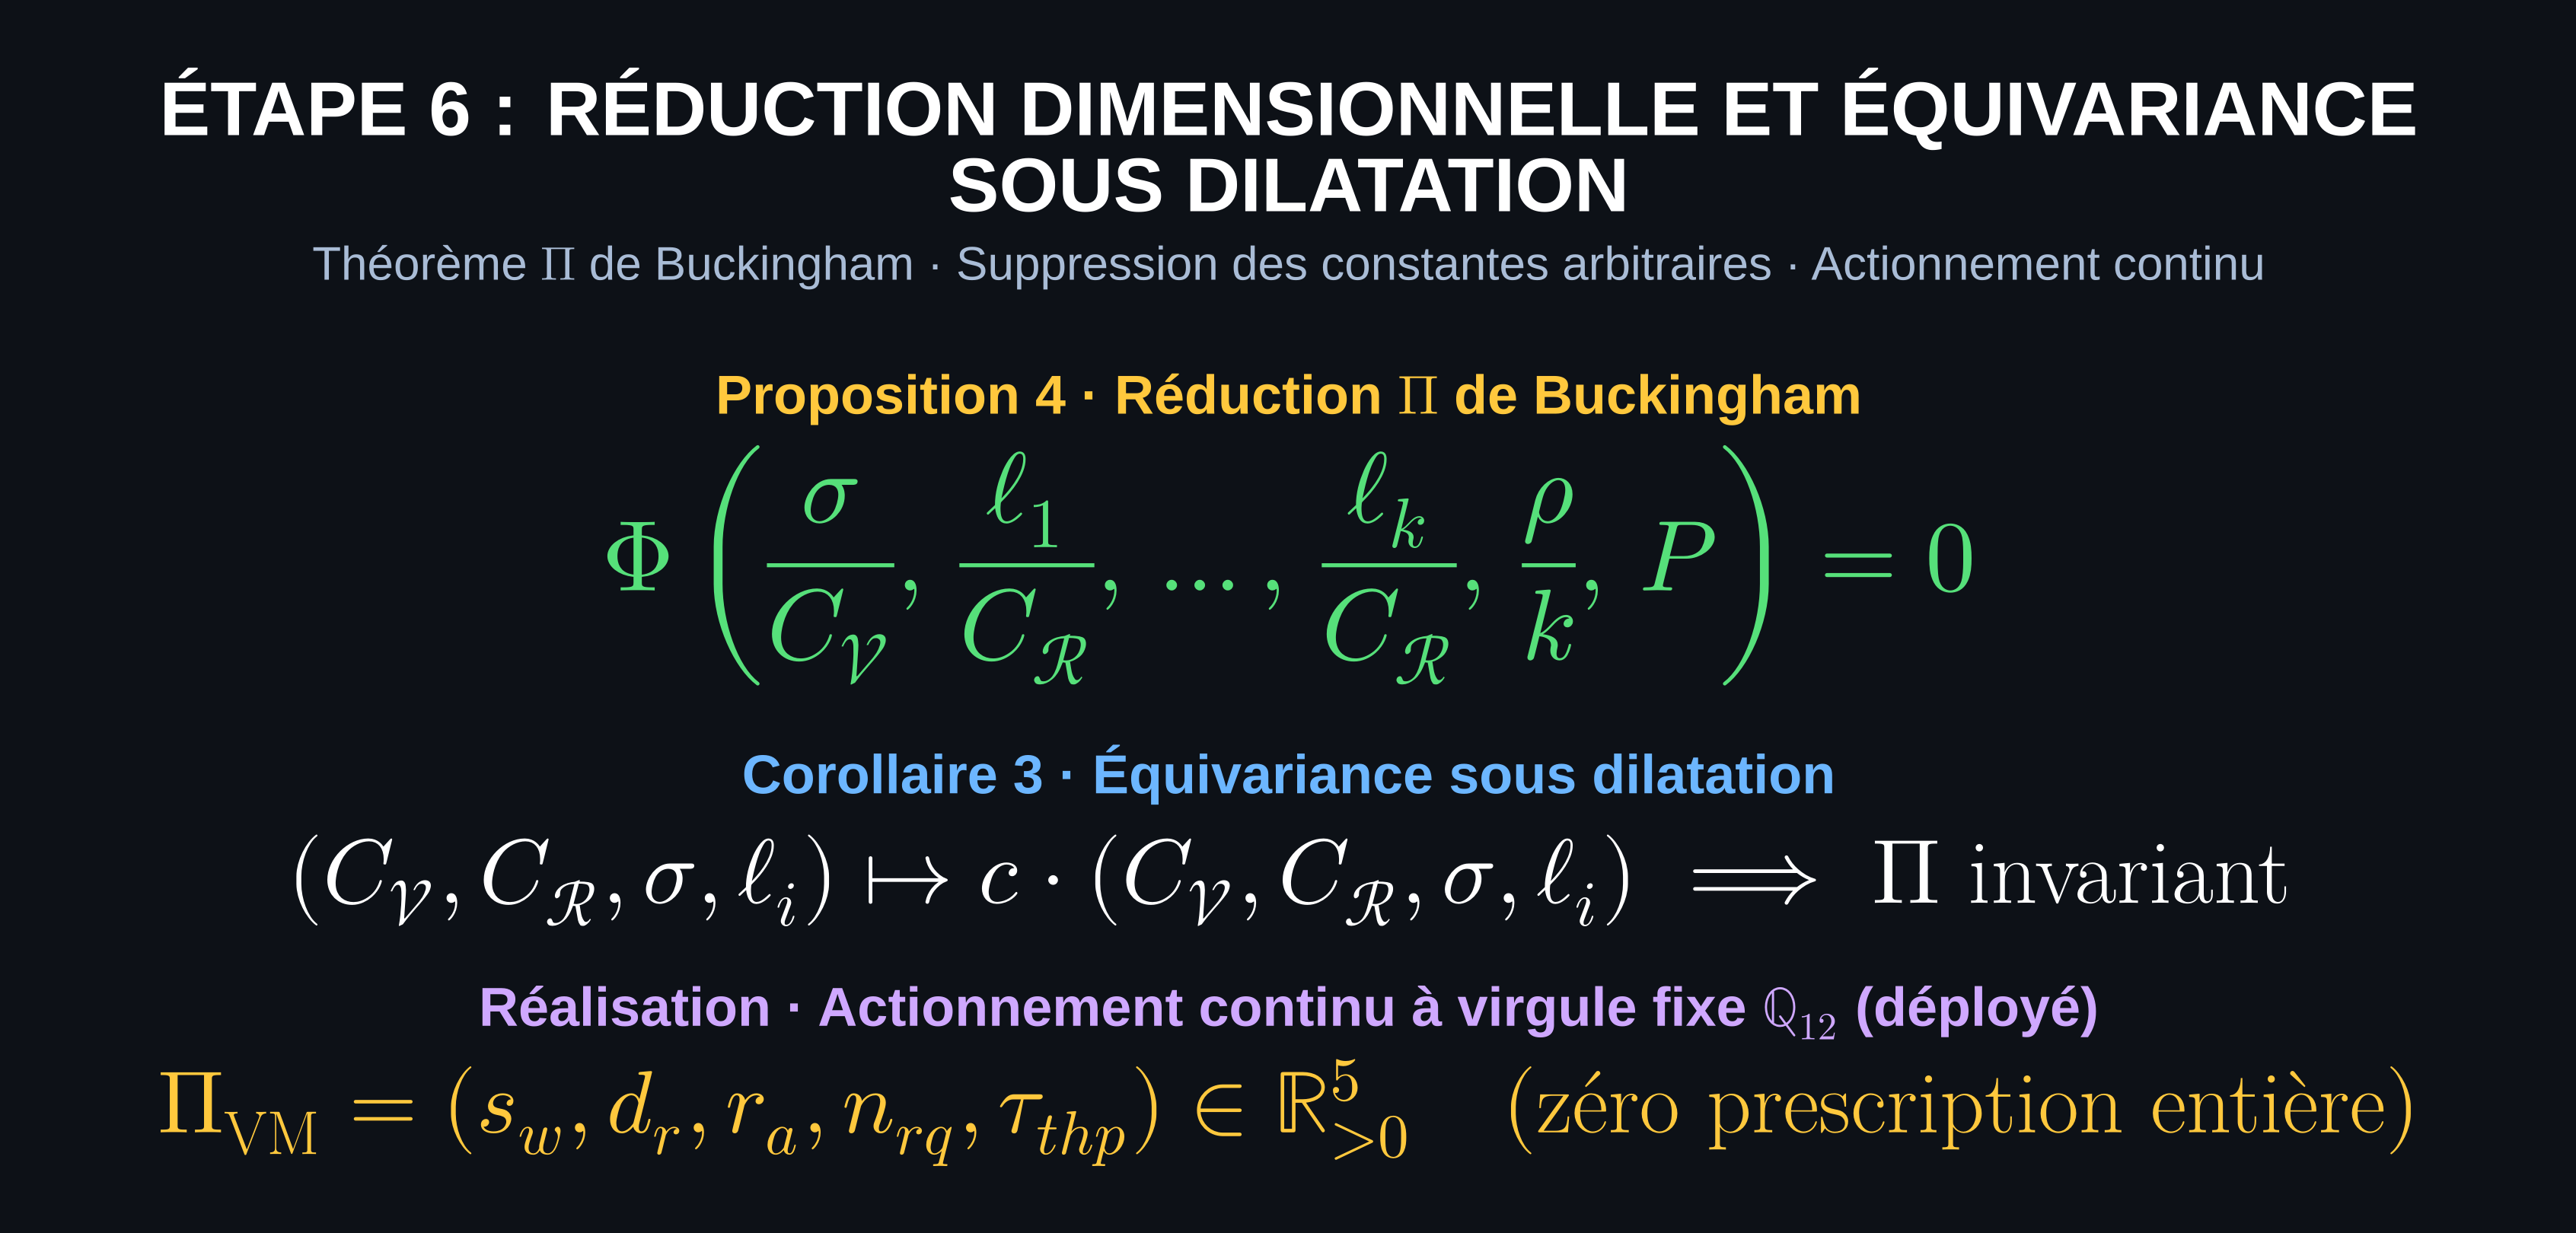 ÉTAPE 6 : RÉDUCTION DIMENSIONNELLE ET ÉQUIVARIANCE
SOUS DILATATION
Théorème Π de Buckingham · Suppression des constantes arbitraires · Actionnement continu
Proposition 4 · Réduction Π de Buckingham
Φ ( σ/C_𝒱, ℓ_1/C_ℛ, …, ℓ_k/C_ℛ, ρ/k, P ) = 0
Corollaire 3 · Équivariance sous dilatation
(C_𝒱, C_ℛ, σ, ℓ_i) ↦ c · (C_𝒱, C_ℛ, σ, ℓ_i) ⟹ Π invariant
Réalisation · Actionnement continu à virgule fixe ℚ_12 (déployé)
Π_VM = (s_w, d_r, r_a, n_rq, τ_thp) ∈ ℝ^5_>0 (zéro prescription entière)